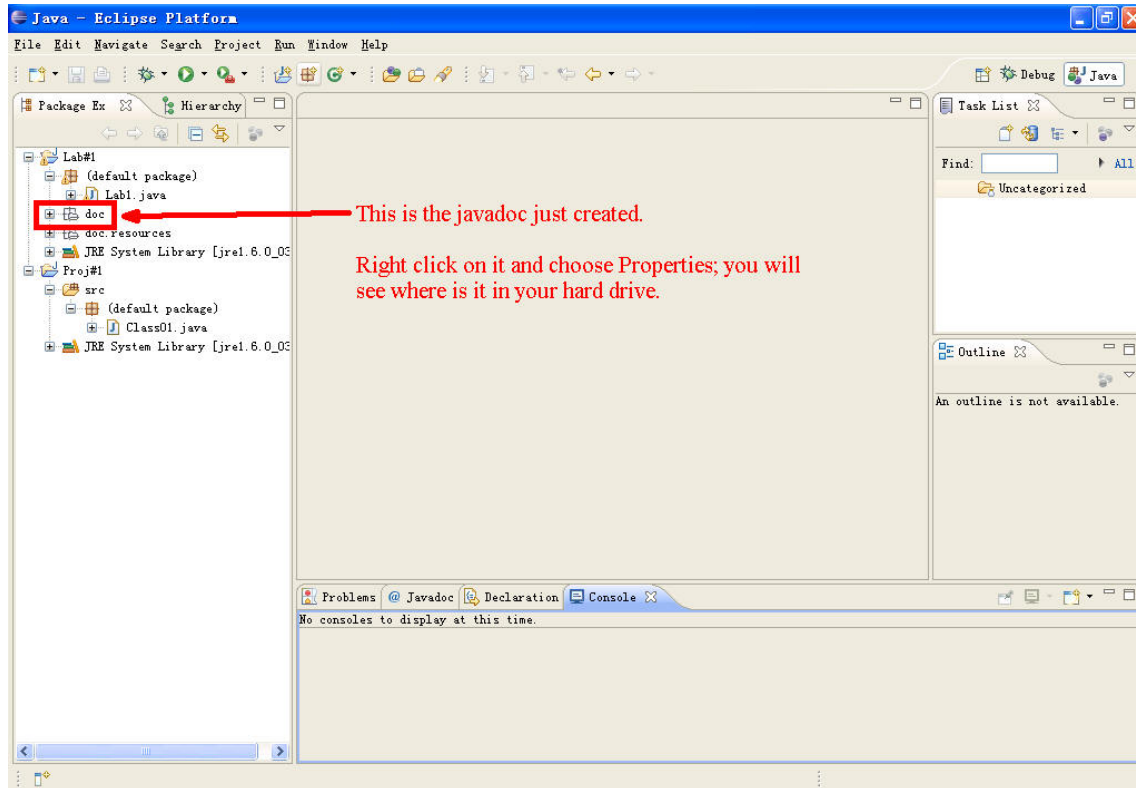 Java - Eclipse Platform
File Edit Navigate Search Project Run Window Help
Debug Java
Package Ex Hierarchy
Task List
Lab#1
(default package)
Lab1.java
doc
doc.resources
JRE System Library [jre1.6.0_03
Proj#1
src
(default package)
Class01.java
JRE System Library [jre1.6.0_03
This is the javadoc just created.
Right click on it and choose Properties; you will
see where is it in your hard drive.
Find: All
Uncategorized
Outline
An outline is not available.
Problems @ Javadoc Declaration Console
No consoles to display at this time.